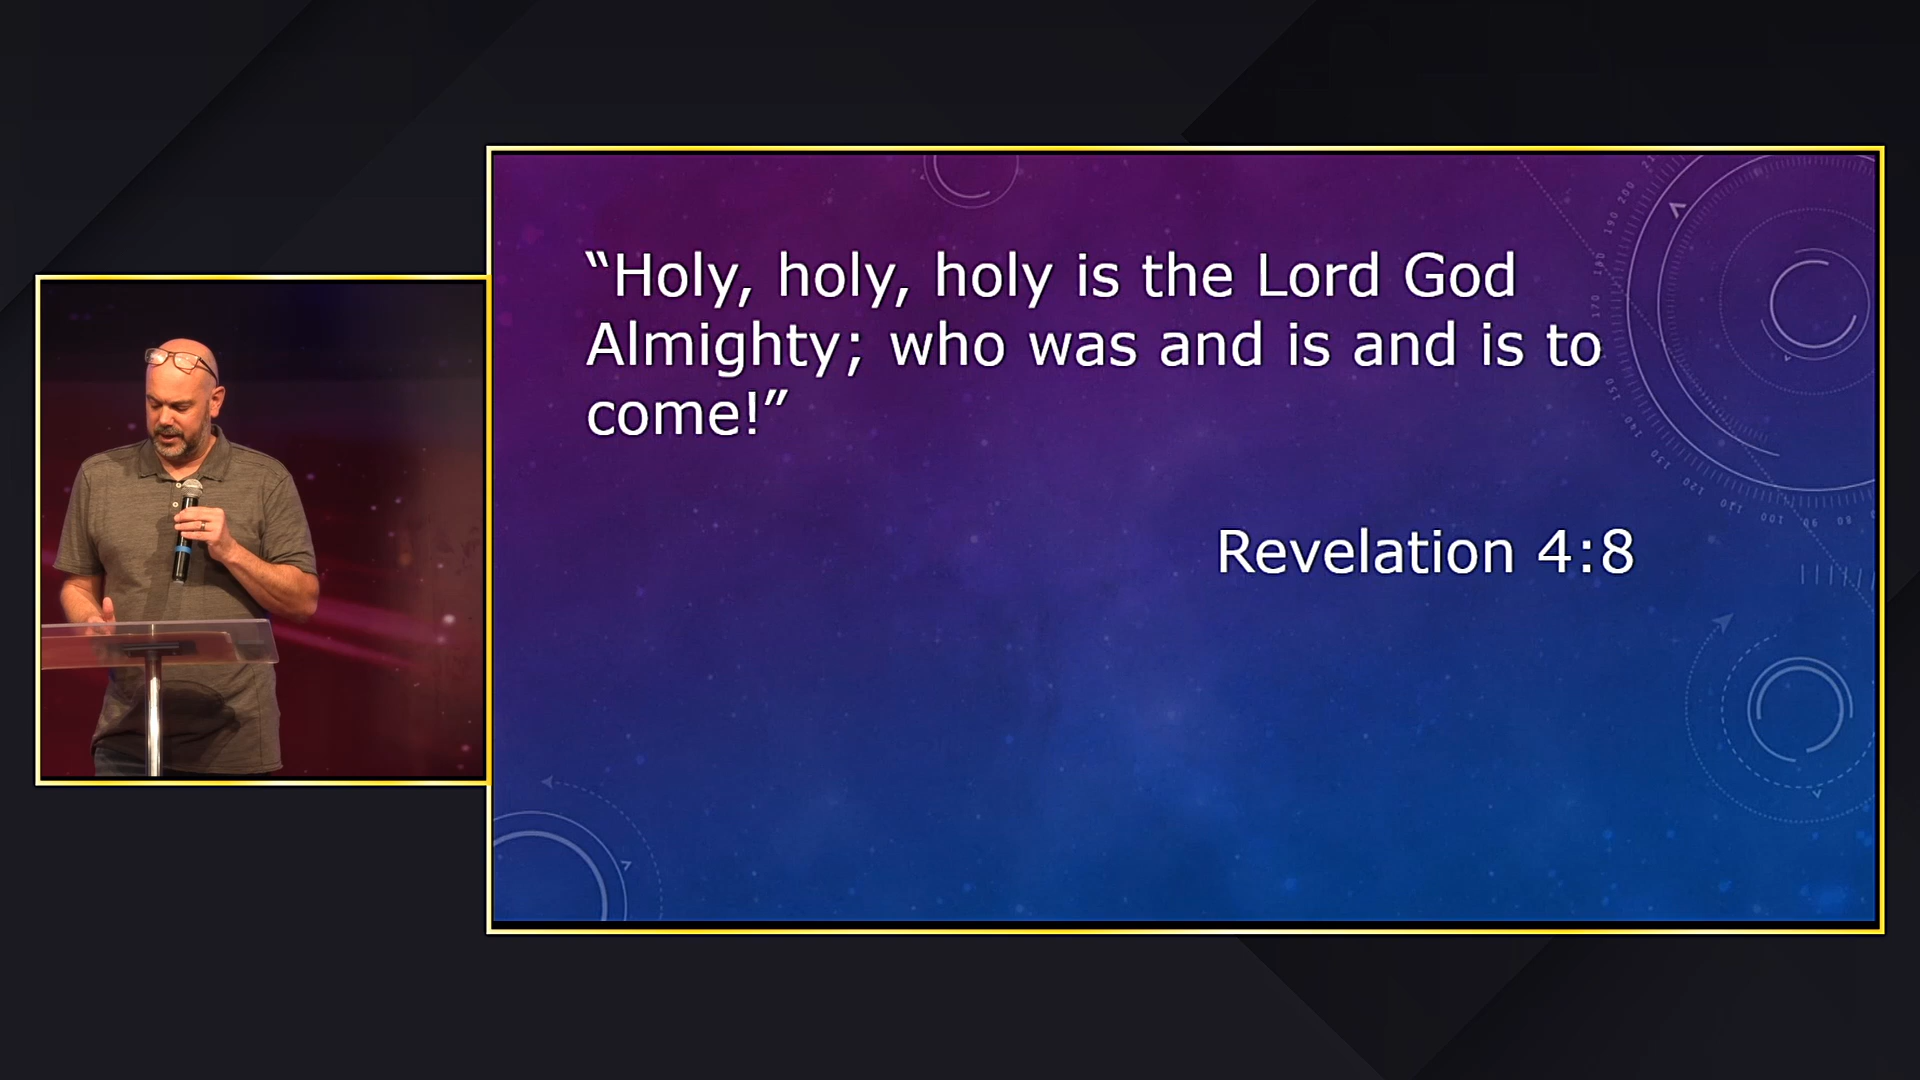 “Holy, holy, holy is the Lord God
Almighty; who was and is and is to
come!”
Revelation 4:8